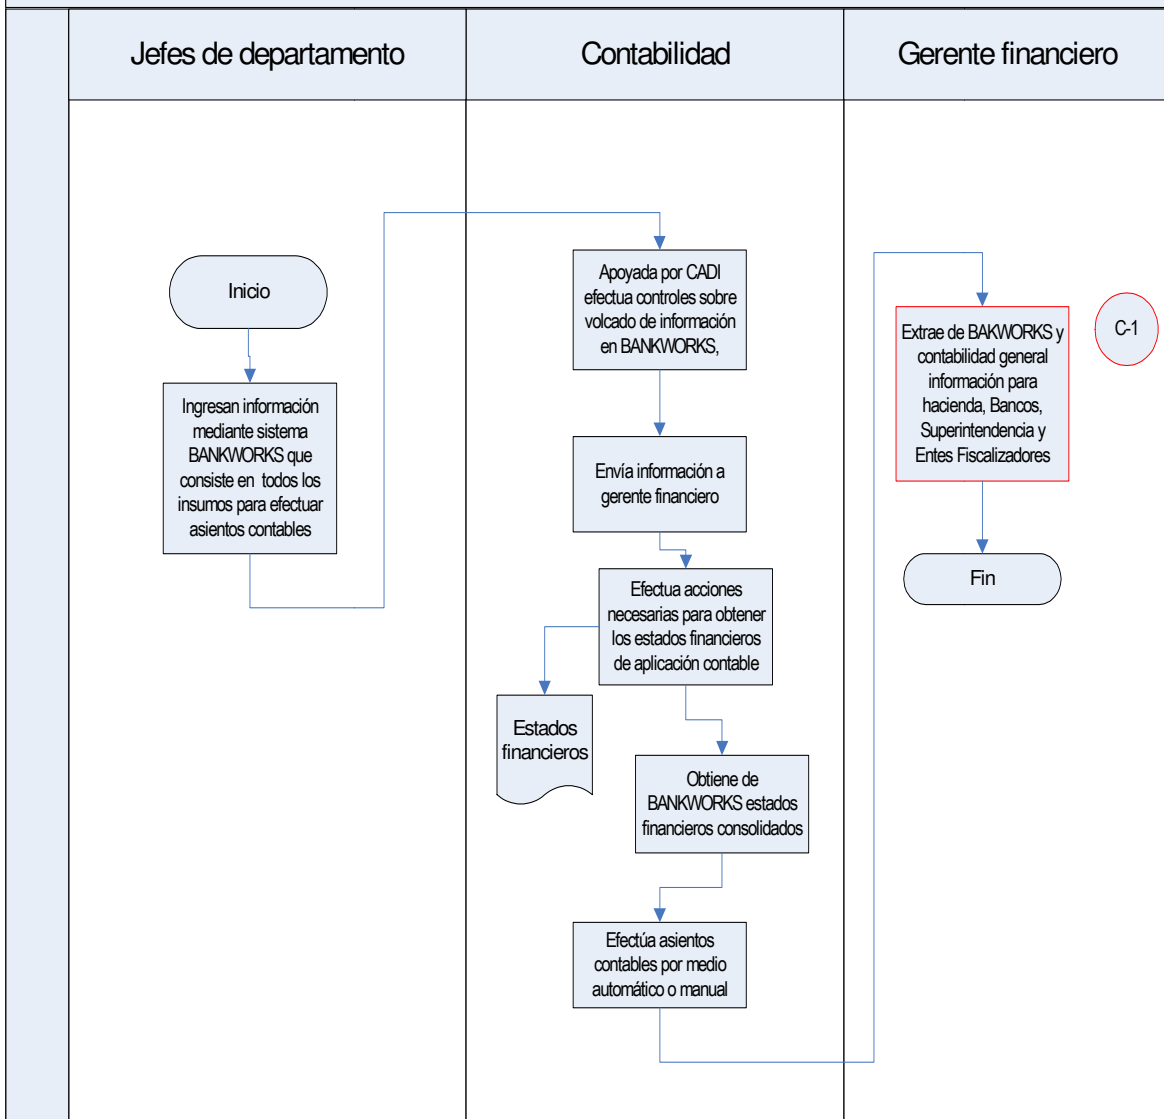 Jefes de departamento
Contabilidad
Gerente financiero
Inicio
Ingresan información
mediante sistema
BANKWORKS que
consiste en todos los
insumos para efectuar
asientos contables
Apoyada por CADI
efectua controles sobre
volcado de información
en BANKWORKS,
Envía información a
gerente financiero
Efectua acciones
necesarias para obtener
los estados financieros
de aplicación contable
Estados
financieros
Obtiene de
BANKWORKS estados
financieros consolidados
Efectúa asientos
contables por medio
automático o manual
Extrae de BAKWORKS y
contabilidad general
información para
hacienda, Bancos,
Superintendencia y
Entes Fiscalizadores
C-1
Fin